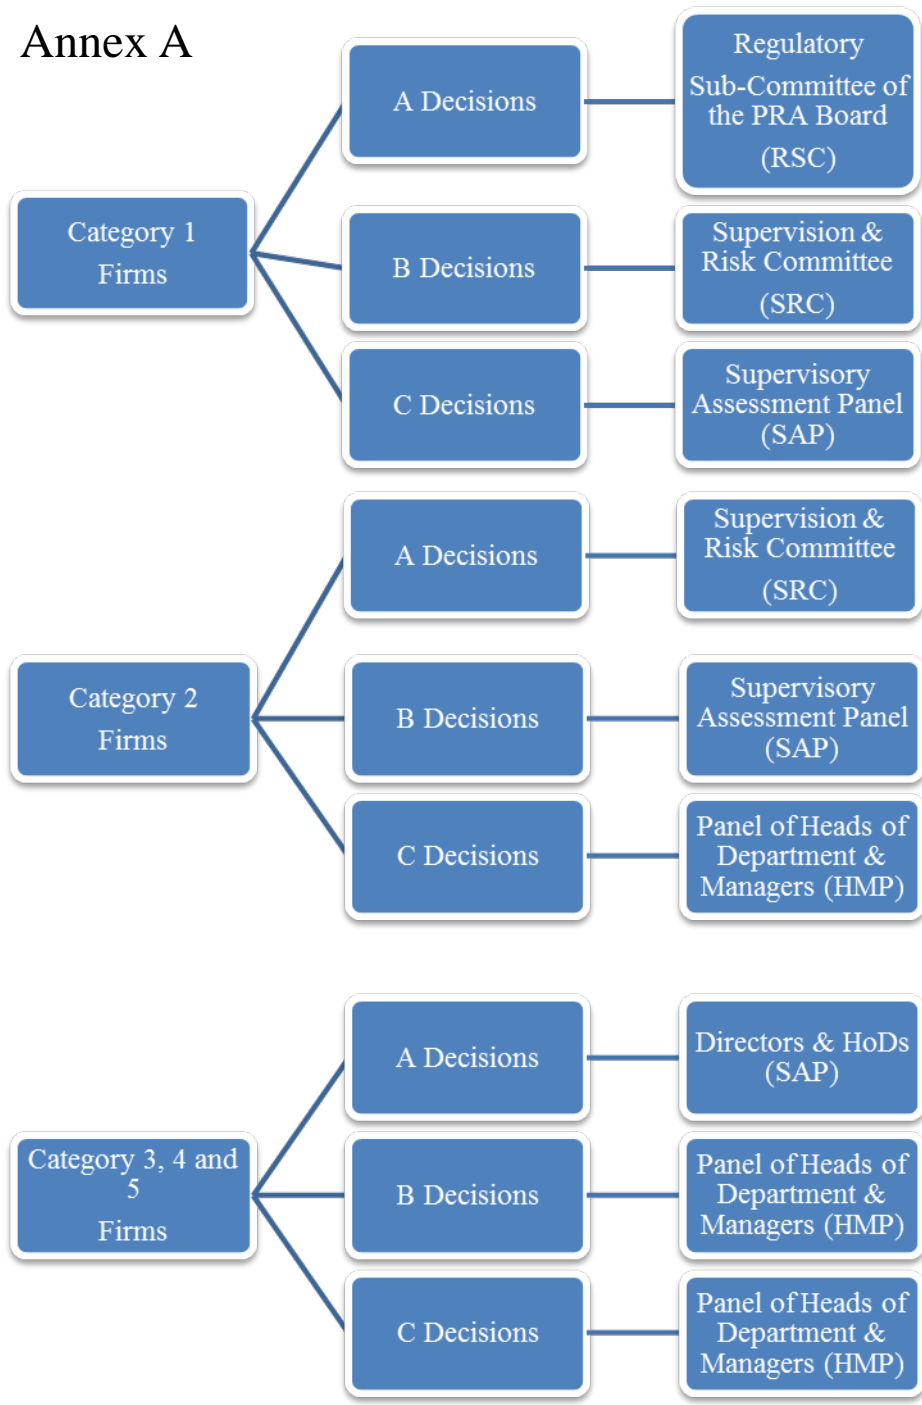 Annex A
Category 1
Firms
A Decisions
Regulatory
Sub-Committee of
the PRA Board
(RSC)
B Decisions
Supervision &
Risk Committee
(SRC)
C Decisions
Supervisory
Assessment Panel
(SAP)
Category 2
Firms
A Decisions
Supervision &
Risk Committee
(SRC)
B Decisions
Supervisory
Assessment Panel
(SAP)
C Decisions
Panel of Heads of
Department &
Managers (HMP)
Category 3, 4 and
5
Firms
A Decisions
Directors & HoDs
(SAP)
B Decisions
Panel of Heads of
Department &
Managers (HMP)
C Decisions
Panel of Heads of
Department &
Managers (HMP)